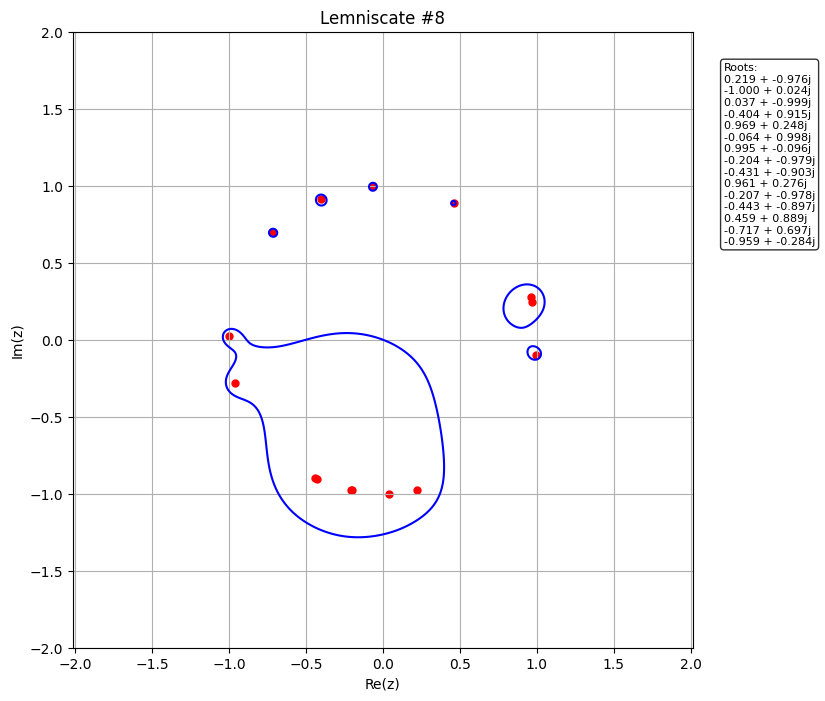 Lemniscate #8
2.0
1.5
1.0
0.5
0.0
−0.5
−1.0
−1.5
−2.0
Im(z)
−2.0 −1.5 −1.0 −0.5 0.0 0.5 1.0 1.5 2.0
Re(z)
Roots:
0.219 + -0.976j
-1.000 + 0.024j
0.037 + -0.999j
-0.404 + 0.915j
0.969 + 0.248j
-0.064 + 0.998j
0.995 + -0.096j
-0.204 + -0.979j
-0.431 + -0.903j
0.961 + 0.276j
-0.207 + -0.978j
-0.443 + -0.897j
0.459 + 0.889j
-0.717 + 0.697j
-0.959 + -0.284j